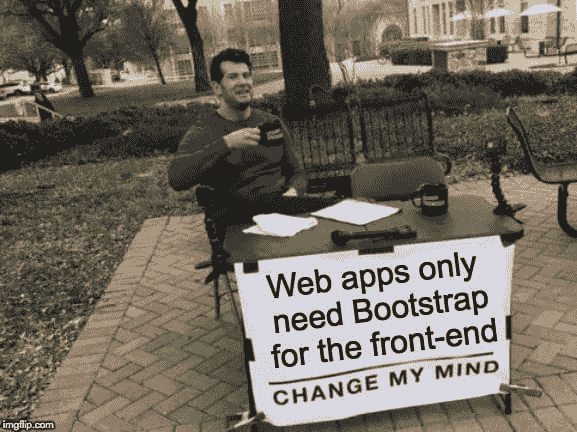 Web apps only
need Bootstrap
for the front-end
CHANGE MY MIND
imgflip.com